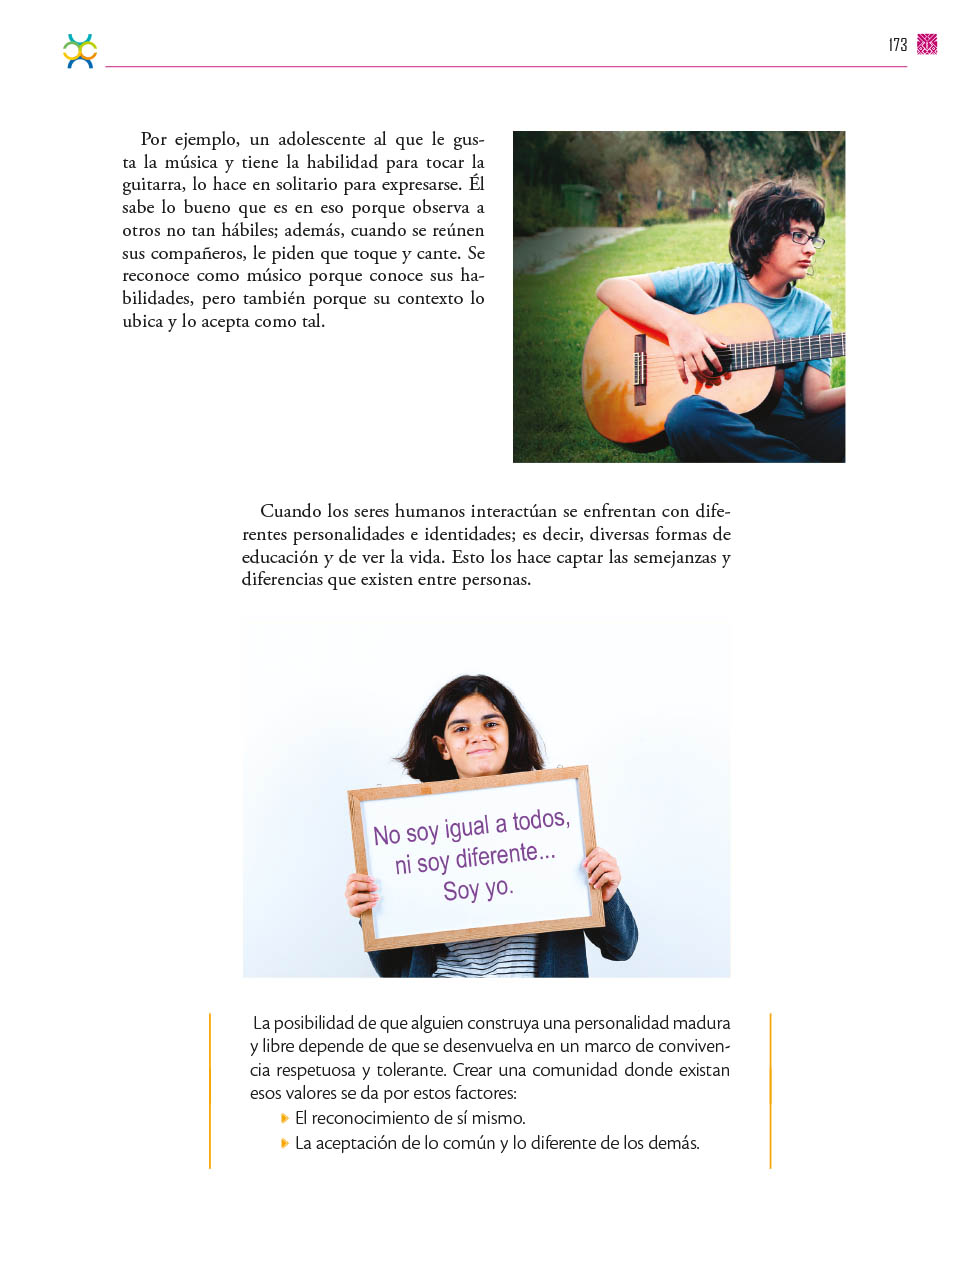 173
Por ejemplo, un adolescente al que le gus-
ta la música y tiene la habilidad para tocar la
guitarra, lo hace en solitario para expresarse. Él
sabe lo bueno que es en eso porque observa a
otros no tan hábiles; además, cuando se reúnen
sus compañeros, le piden que toque y cante. Se
reconoce como músico porque conoce sus ha-
bilidades, pero también porque su contexto lo
ubica y lo acepta como tal.
Cuando los seres humanos interactúan se enfrentan con dife-
rentes personalidades e identidades; es decir, diversas formas de
educación y de ver la vida. Esto los hace captar las semejanzas y
diferencias que existen entre personas.
No soy igual a todos,
ni soy diferente...
Soy yo.
La posibilidad de que alguien construya una personalidad madura
y libre depende de que se desenvuelva en un marco de conviven-
cia respetuosa y tolerante. Crear una comunidad donde existan
esos valores se da por estos factores:
El reconocimiento de sí mismo.
La aceptación de lo común y lo diferente de los demás.